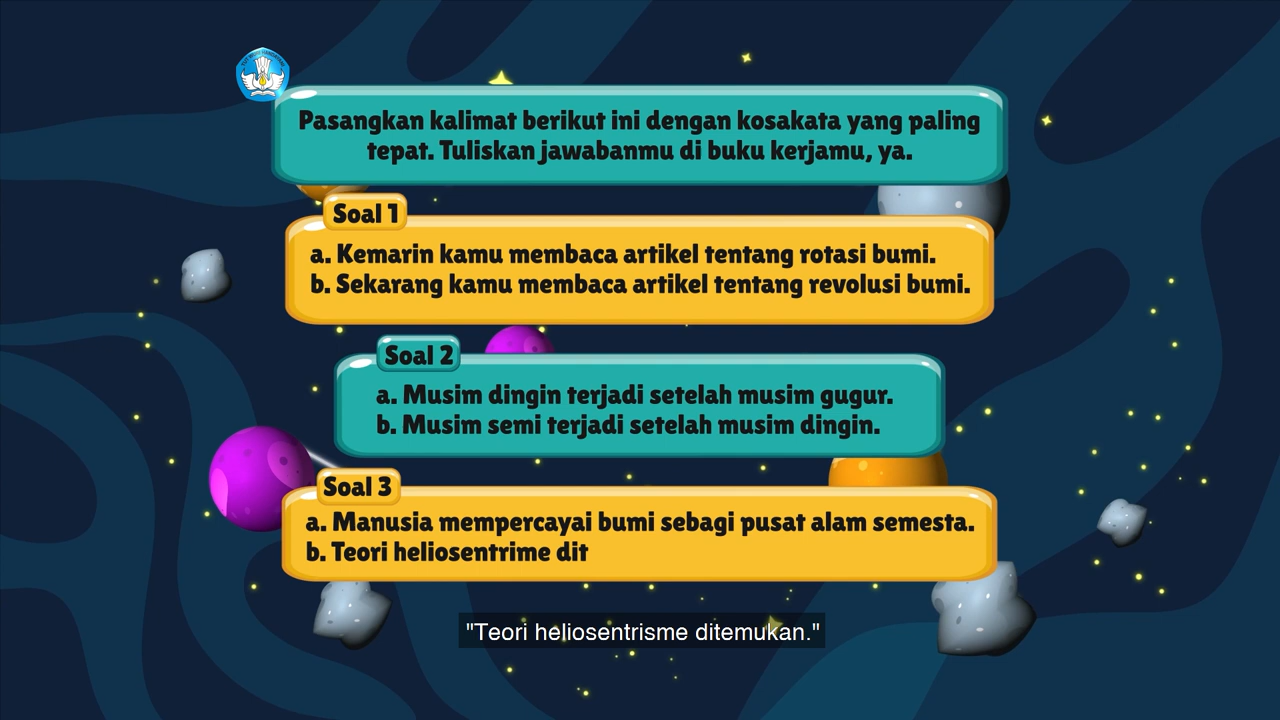 Pasangkan kalimat berikut ini dengan kosakata yang paling
tepat. Tuliskan jawabanmu di buku kerjamu, ya.
Soal 1
a. Kemarin kamu membaca artikel tentang rotasi bumi.
b. Sekarang kamu membaca artikel tentang revolusi bumi.
Soal 2
a. Musim dingin terjadi setelah musim gugur.
b. Musim semi terjadi setelah musim dingin.
Soal 3
a. Manusia mempercayai bumi sebagi pusat alam semesta.
b. Teori heliosentrime dit
"Teori heliosentrisme ditemukan."